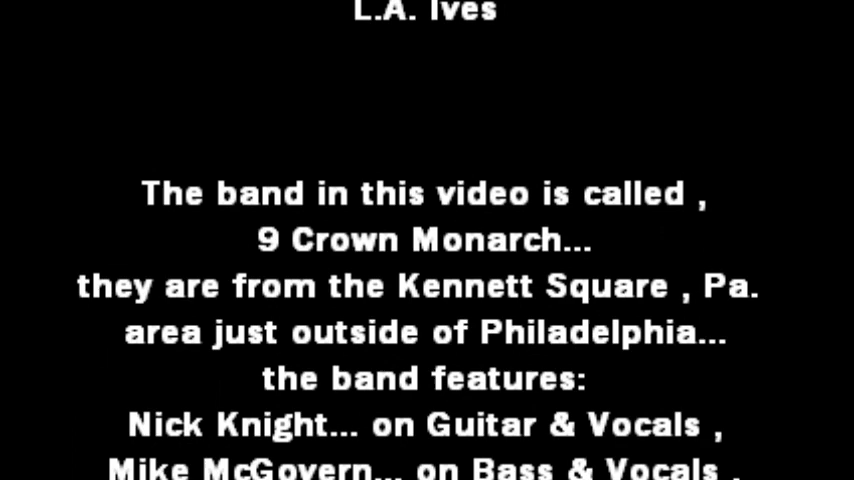 L.A. Ives
The band in this video is called ,
9 Crown Monarch...
they are from the Kennett Square , Pa.
area just outside of Philadelphia...
the band features:
Nick Knight... on Guitar & Vocals ,
Mike McGovern... on Bass & Vocals ,